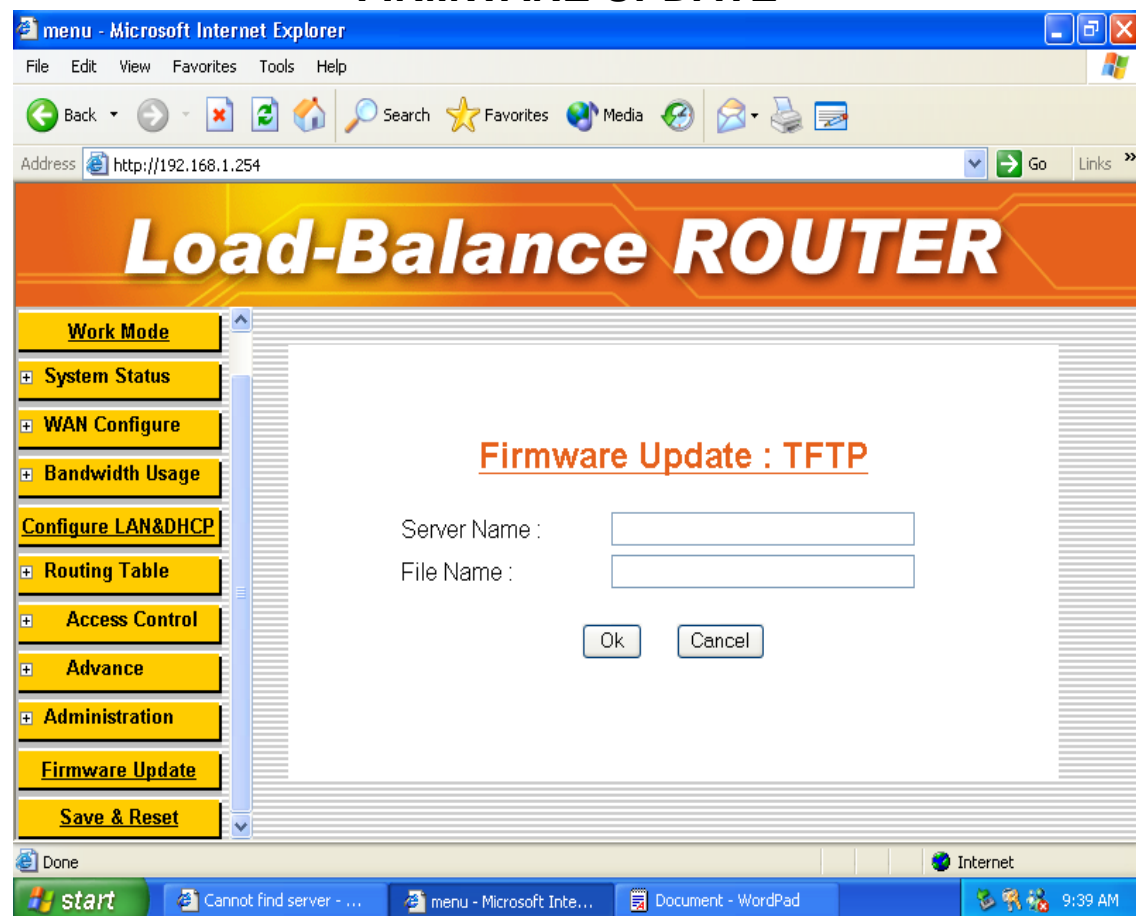 FIRMWARE UPDATE
menu - Microsoft Internet Explorer
File Edit View Favorites Tools Help
Back Search Favorites Media
Address http://192.168.1.254 Go Links »
Load-Balance ROUTER
Work Mode
System Status
WAN Configure
Bandwidth Usage
Configure LAN&DHCP
Routing Table
Access Control
Advance
Administration
Firmware Update
Save & Reset
Firmware Update : TFTP
Server Name :
File Name :
Ok Cancel
Done Internet
start Cannot find server - ... menu - Microsoft Inte... Document - WordPad 9:39 AM